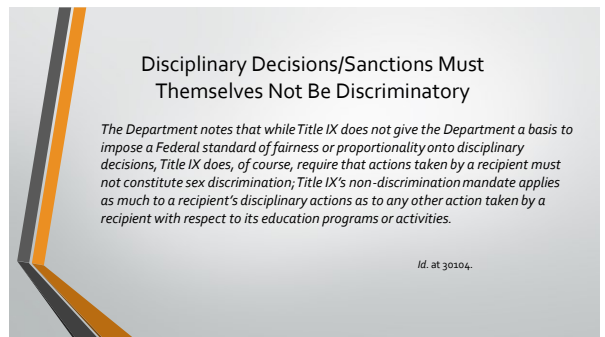 Disciplinary Decisions/Sanctions Must
Themselves Not Be Discriminatory
The Department notes that while Title IX does not give the Department a basis to
impose a Federal standard of fairness or proportionality onto disciplinary
decisions, Title IX does, of course, require that actions taken by a recipient must
not constitute sex discrimination; Title IX's non-discrimination mandate applies
as much to a recipient's disciplinary actions as to any other action taken by a
recipient with respect to its education programs or activities.
Id. at 30104.